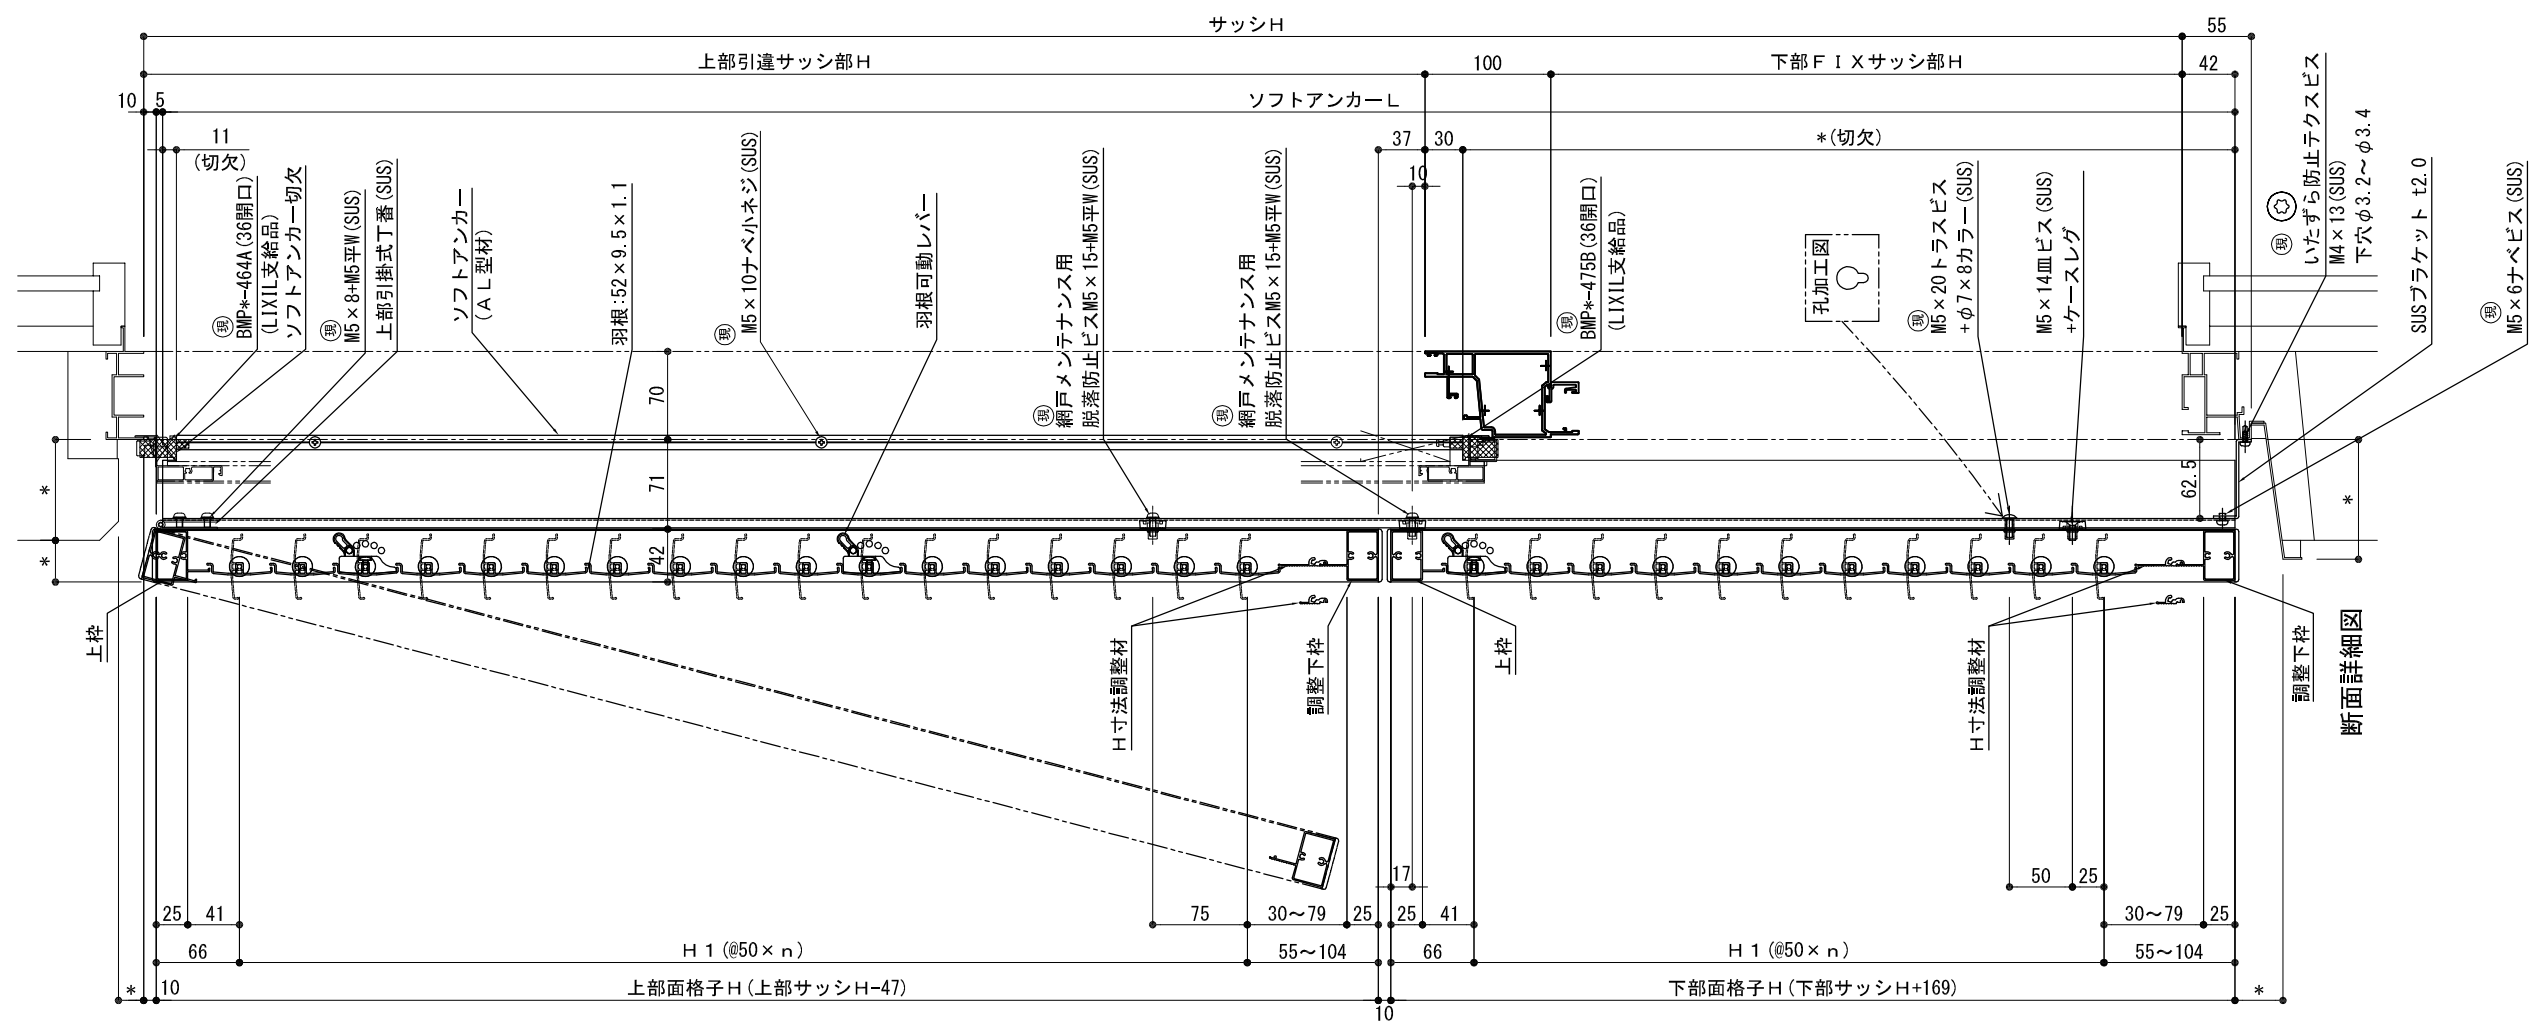 サッシH
55
上部引違サッシ部H
100
下部FIXサッシ部H
42
10
5
ソフトアンカーL
11
(切欠)
37
30
*(切欠)
10
現
BMP*-464A(36開口)
(LIXIL支給品)
ソフトアンカー切欠
現
M5×8+M5平W(SUS)
上部引掛式丁番(SUS)
ソフトアンカー
(AL型材)
羽根:52×9.5×1.1
現
M5×10ナベ小ネジ(SUS)
羽根可動レバー
現
網戸メンテナンス用
脱落防止ビスM5×15+M5平W(SUS)
現
網戸メンテナンス用
脱落防止ビスM5×15+M5平W(SUS)
現
BMP*-475B(36開口)
(LIXIL支給品)
孔加工図
現
M5×20トラスビス
+φ7×8カラー(SUS)
M5×14皿ビス(SUS)
+ケースレグ
現
いたずら防止テクスビス
M4×13(SUS)
下穴φ3.2～φ3.4
SUSブラケット t2.0
現
M5×6ナベビス(SUS)
70
71
42
62.5
*
*
*
上枠
H寸法調整材
調整下枠
上枠
H寸法調整材
調整下枠
断面詳細図
17
50
25
25
41
75
30～79
25
25
41
30～79
25
66
H1(@50×n)
55～104
66
H1(@50×n)
55～104
*
10
上部面格子H(上部サッシH-47)
10
下部面格子H(下部サッシH+169)
*